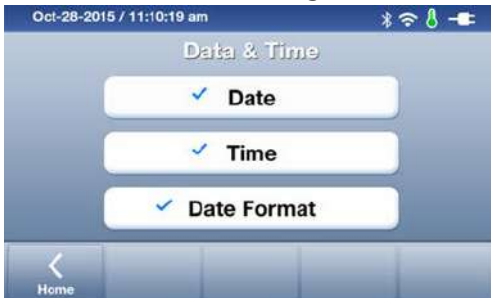 Oct-28-2015 / 11:10:19 am
Data & Time
Date
Time
Date Format
Home